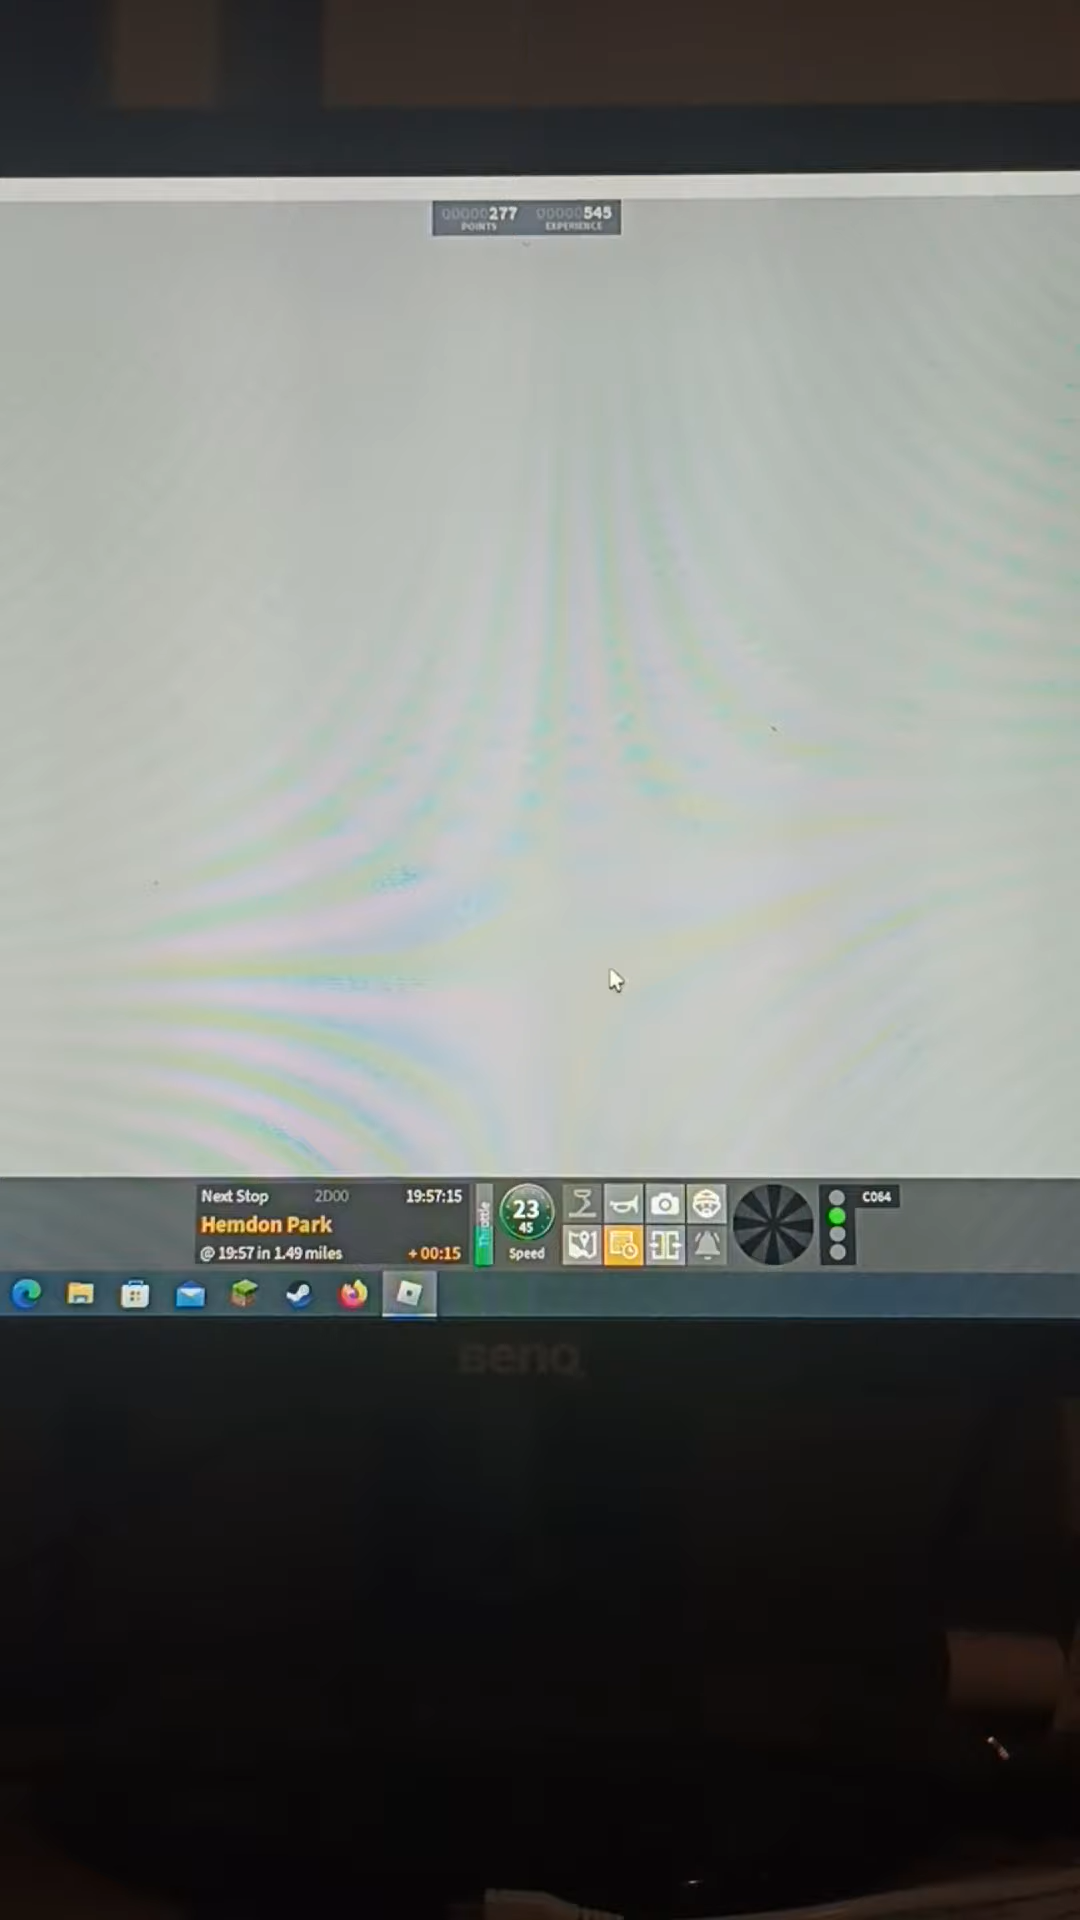 00000277 00000545
POINTS EXPERIENCE
Next Stop 2D00 19:57:15
Hemdon Park
@ 19:57 in 1.49 miles + 00:15
Throttle
23
45
Speed
C064
BenQ